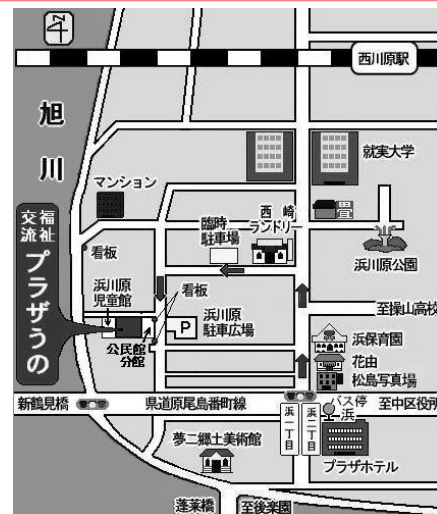 西川原駅
旭川
就実大学
マンション
畳
西崎
ランドリー
臨時
駐車場
浜川原公園
福祉
交流
プラザうの
看板
浜川原
児童館
看板
浜川原
駐車広場
P
至操山高校
公民館
分館
浜保育園
花由
松島写真場
新鶴見橋
県道原尾島番町線
浜一丁目
浜二丁目
バス停
浜
至中区役所
夢二郷土美術館
プラザホテル
蓬莱橋
至後楽園